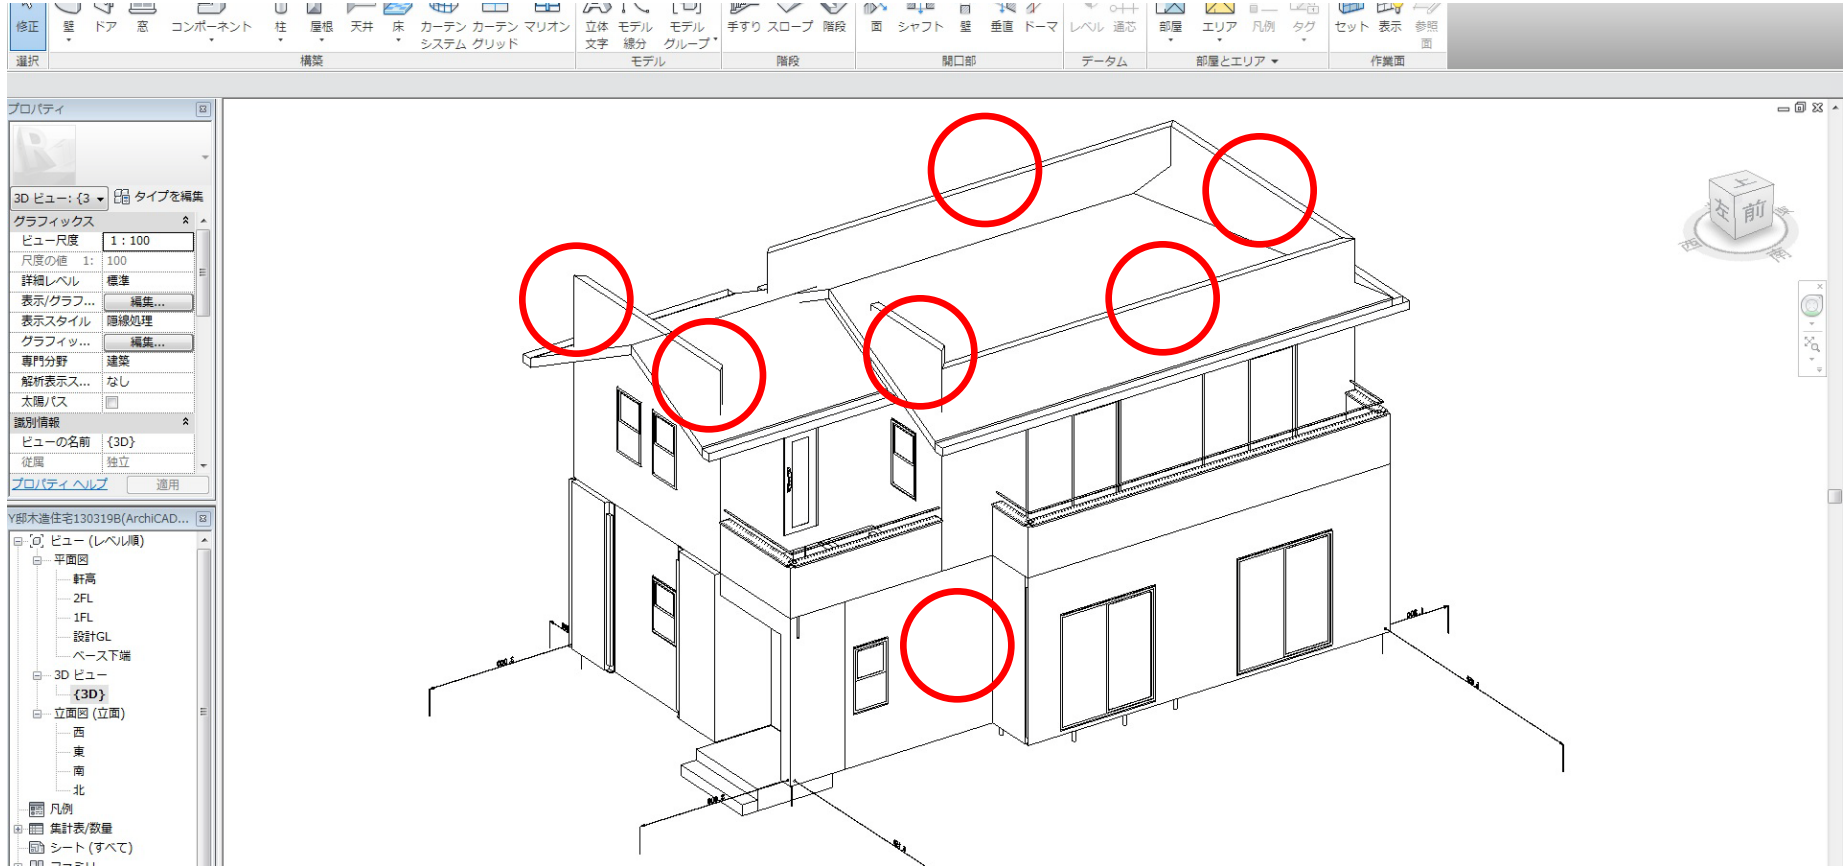 修正 壁 ドア 窓 コンポーネント 柱 屋根 天井 床 カーテン システム カーテン グリッド マリオン 立体 文字 モデル 線分 モデル グループ 手すり スロープ 階段 面 シャフト 壁 垂直 ドーマ レベル 通芯 部屋 エリア 凡例 タグ セット 表示 参照 面
選択 構築 モデル 階段 開口部 データム 部屋とエリア 作業面
プロパティ
3D ビュー: {3 タイプを編集
グラフィックス
ビュー尺度 1 : 100
尺度の値 1: 100
詳細レベル 標準
表示/グラフ... 編集...
表示スタイル 隠線処理
グラフィッ... 編集...
専門分野 建築
解析表示ス... なし
太陽パス
識別情報
ビューの名前 {3D}
従属 独立
プロパティ ヘルプ 適用
Y邸木造住宅130319B(ArchiCAD...
ビュー (レベル順)
平面図
軒高
2FL
1FL
設計GL
ベース下端
3D ビュー
{3D}
立面図 (立面)
西
東
南
北
凡例
集計表/数量
シート (すべて)
ファミリ
上
左 前
西 南